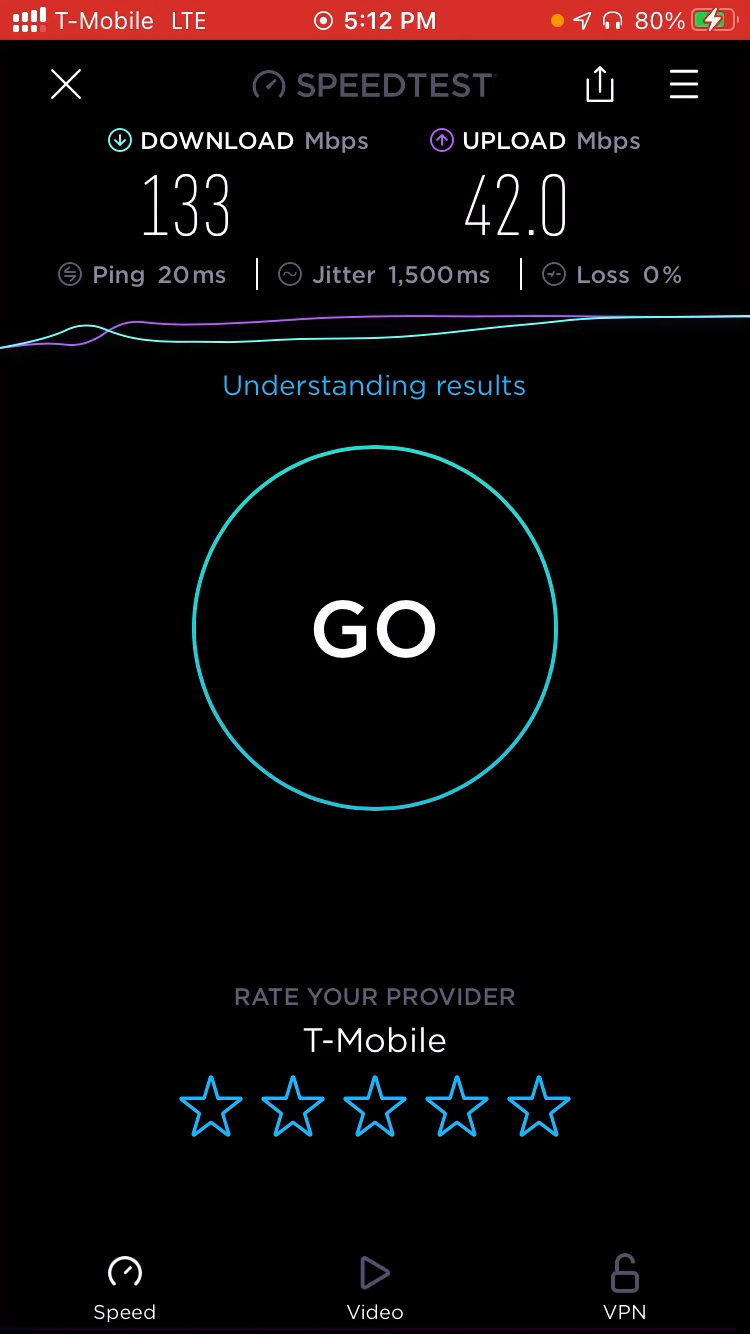 T-Mobile LTE 5:12 PM 80%
SPEEDTEST
DOWNLOAD Mbps UPLOAD Mbps
133 42.0
Ping 20ms Jitter 1,500ms Loss 0%
Understanding results
GO
RATE YOUR PROVIDER
T-Mobile
Speed Video VPN